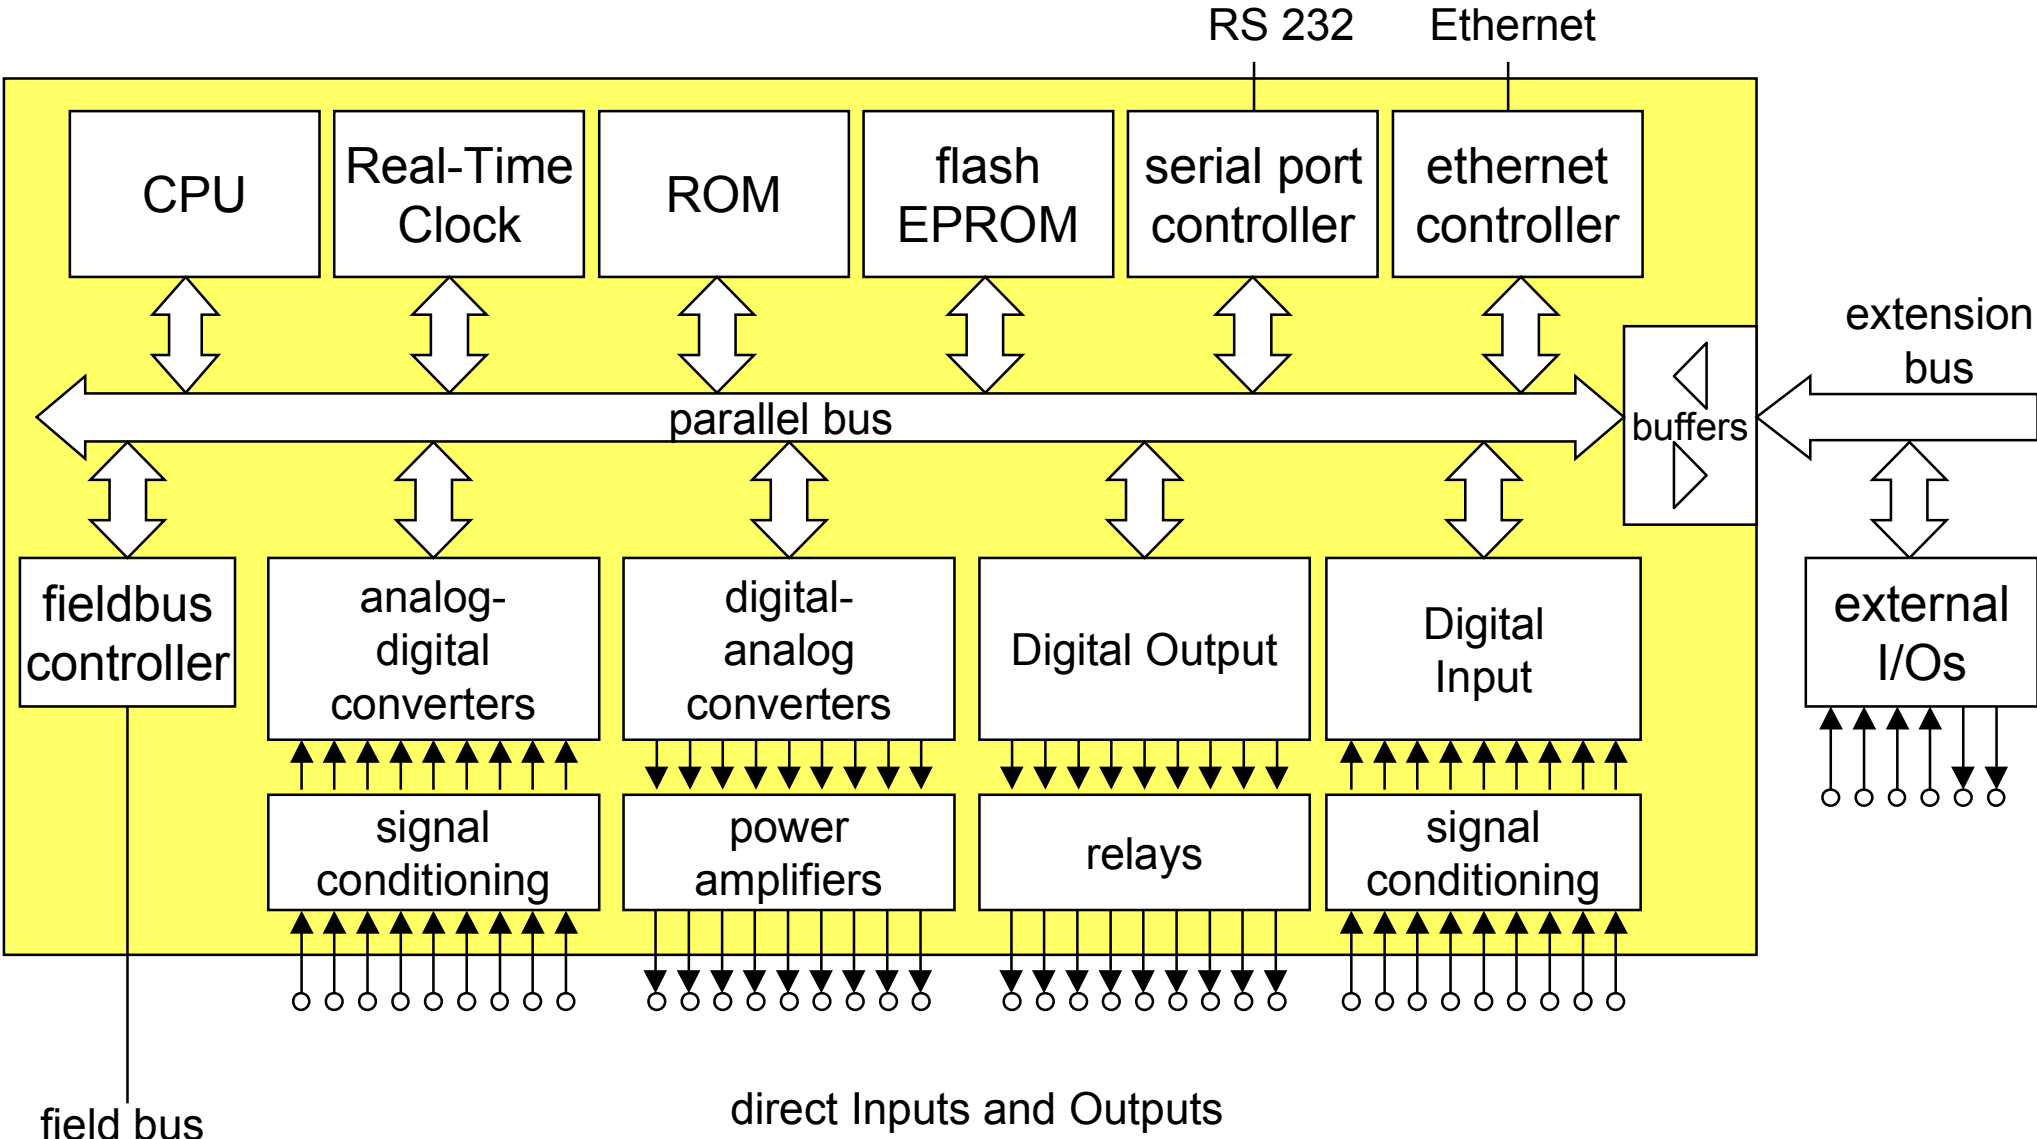 RS 232
Ethernet
CPU
Real-Time
Clock
ROM
flash
EPROM
serial port
controller
ethernet
controller
extension
bus
parallel bus
buffers
fieldbus
controller
analog-
digital
converters
digital-
analog
converters
Digital Output
Digital
Input
external
I/Os
signal
conditioning
power
amplifiers
relays
signal
conditioning
field bus
direct Inputs and Outputs